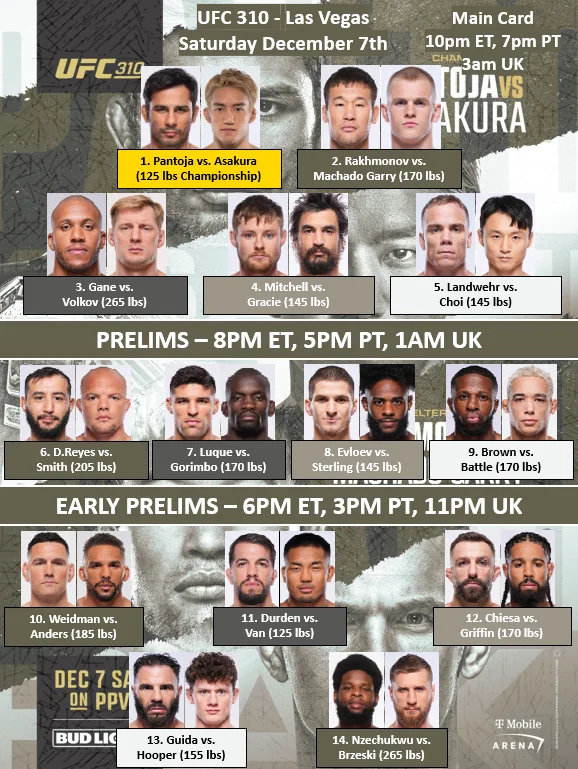 UFC 310 - Las Vegas
Saturday December 7th
Main Card
10pm ET, 7pm PT
3am UK
UFC 310
TOJA VS
AKURA
1. Pantoja vs. Asakura
(125 lbs Championship)
2. Rakhmonov vs.
Machado Garry (170 lbs)
3. Gane vs.
Volkov (265 lbs)
4. Mitchell vs.
Gracie (145 lbs)
5. Landwehr vs.
Choi (145 lbs)
PRELIMS – 8PM ET, 5PM PT, 1AM UK
6. D.Reyes vs.
Smith (205 lbs)
7. Luque vs.
Gorimbo (170 lbs)
8. Evloev vs.
Sterling (145 lbs)
9. Brown vs.
Battle (170 lbs)
MACHADO GARRY
EARLY PRELIMS – 6PM ET, 3PM PT, 11PM UK
10. Weidman vs.
Anders (185 lbs)
11. Durden vs.
Van (125 lbs)
12. Chiesa vs.
Griffin (170 lbs)
DEC 7 SA
ON PPV
BUD LIG
13. Guida vs.
Hooper (155 lbs)
14. Nzechukwu vs.
Brzeski (265 lbs)
T Mobile
ARENA